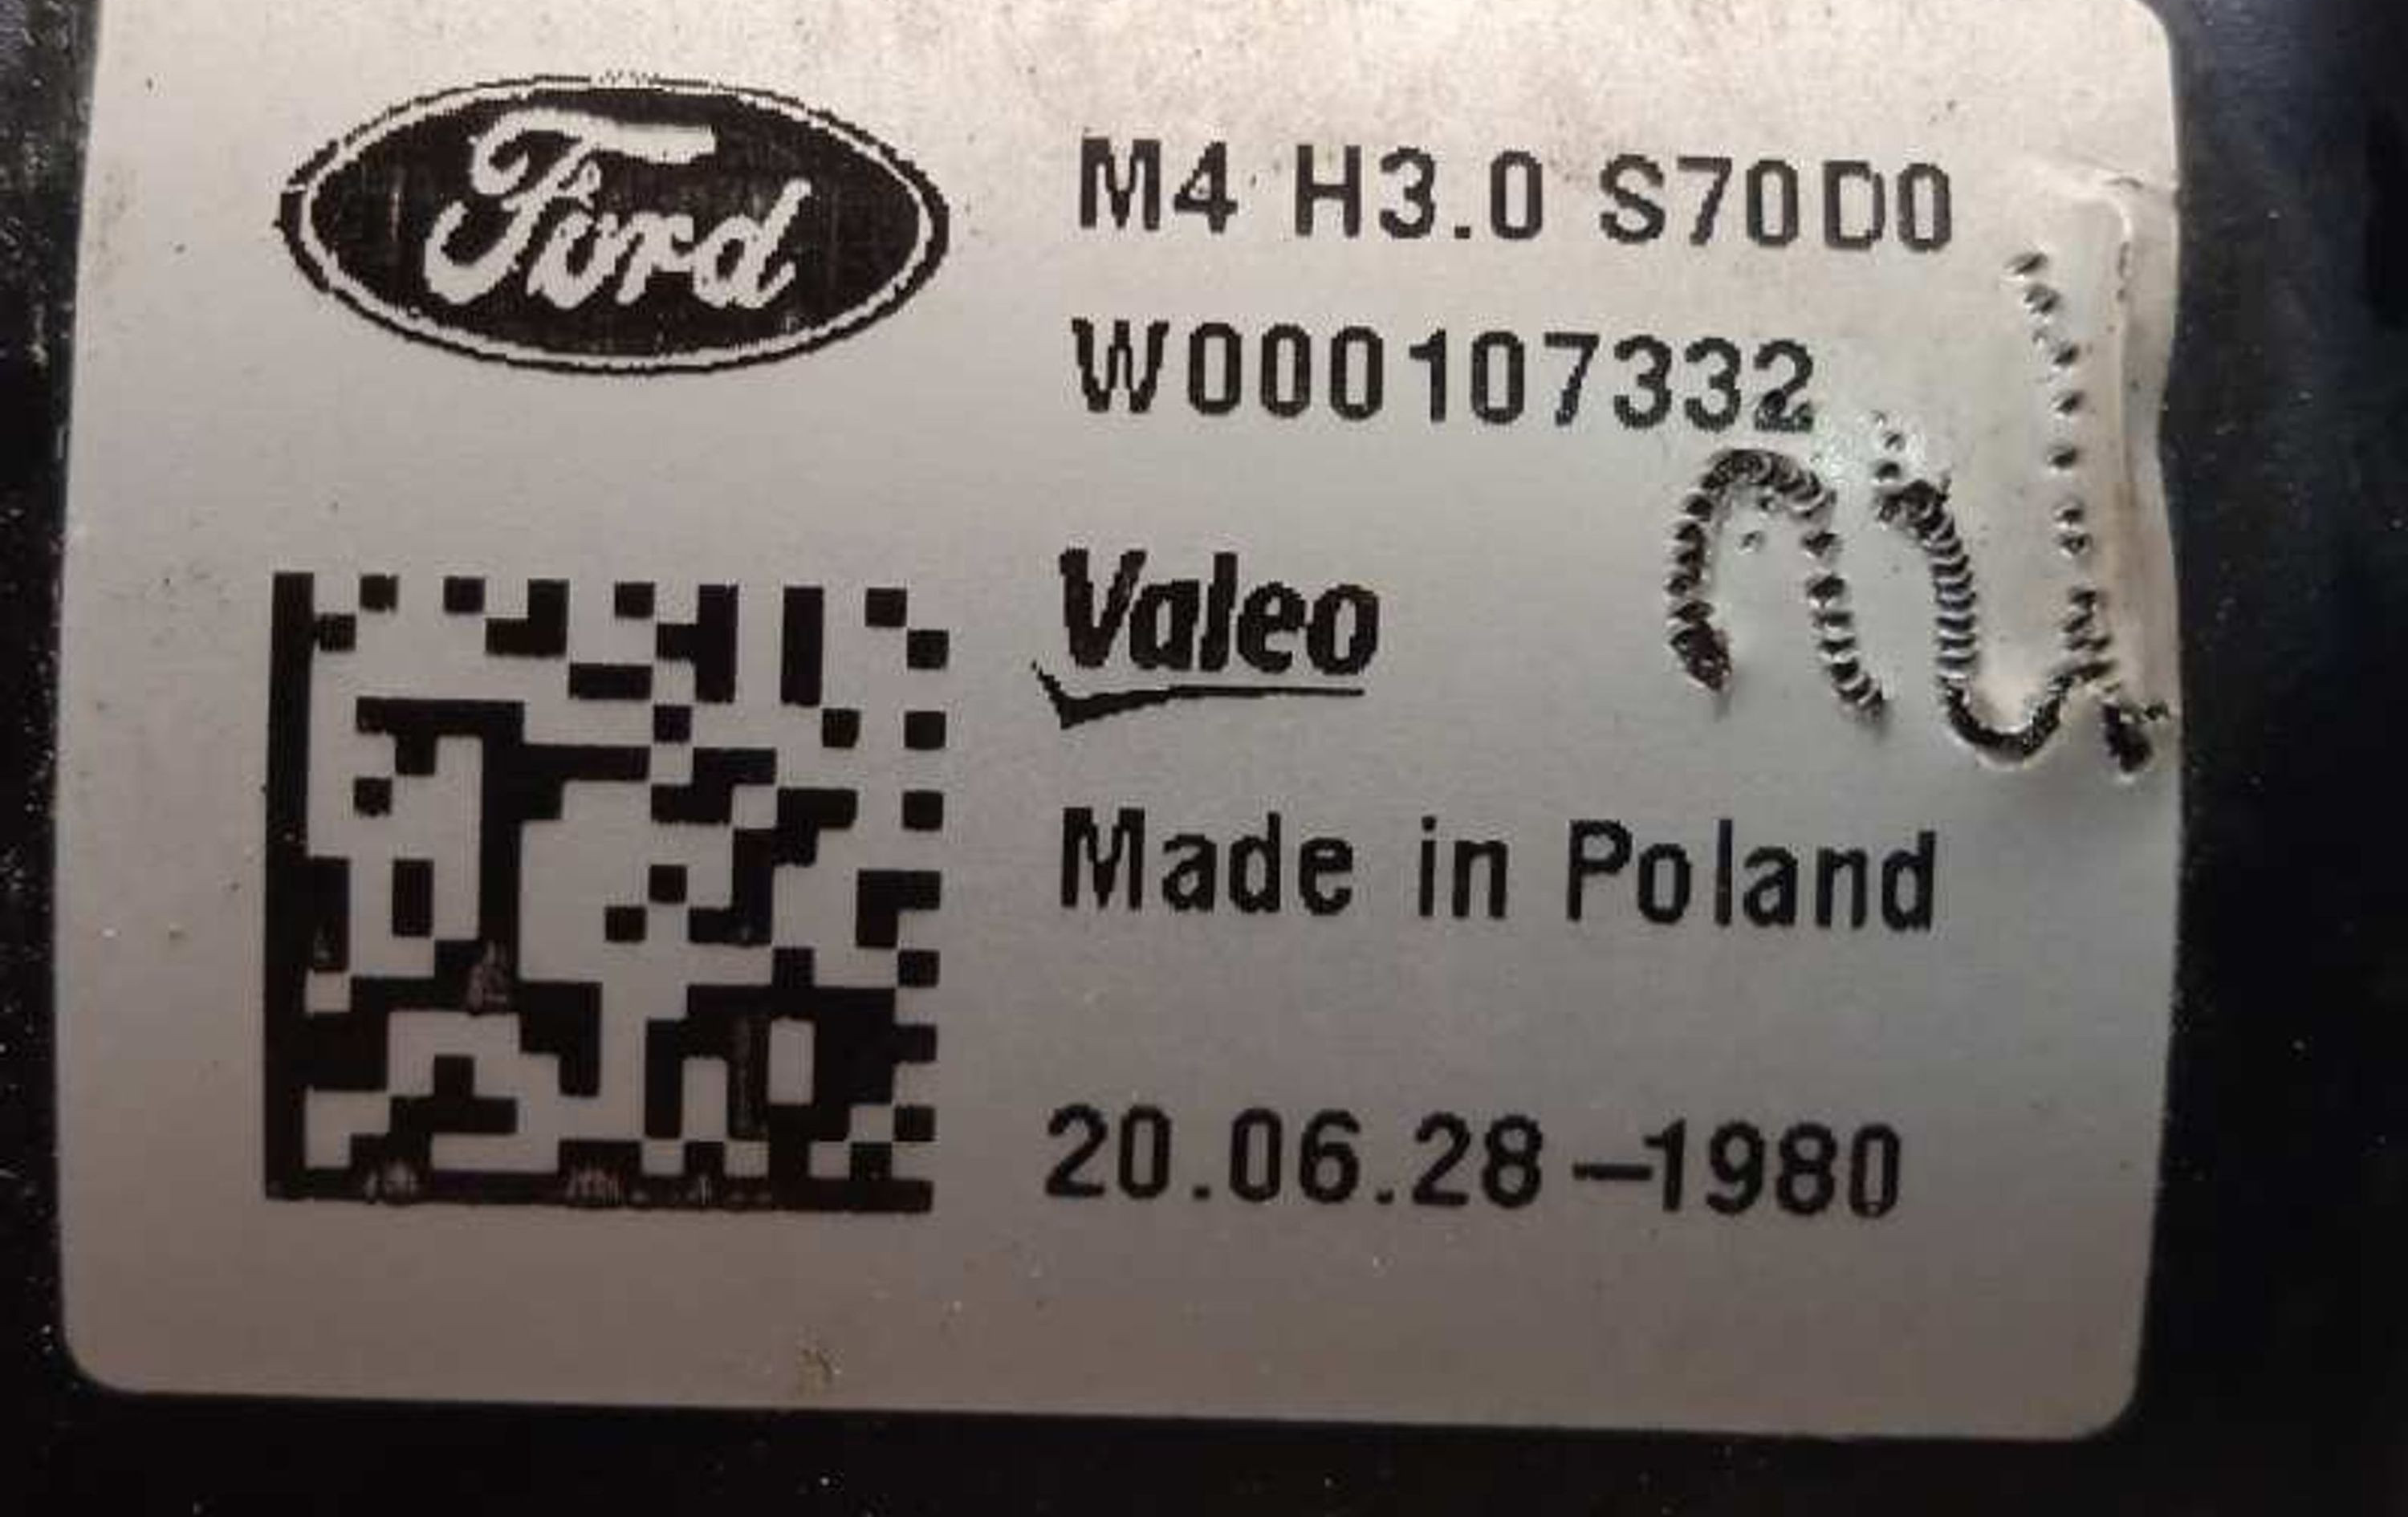 Ford
M4 H3.0 S70D0
W000107332
Valeo
Made in Poland
20.06.28-1980